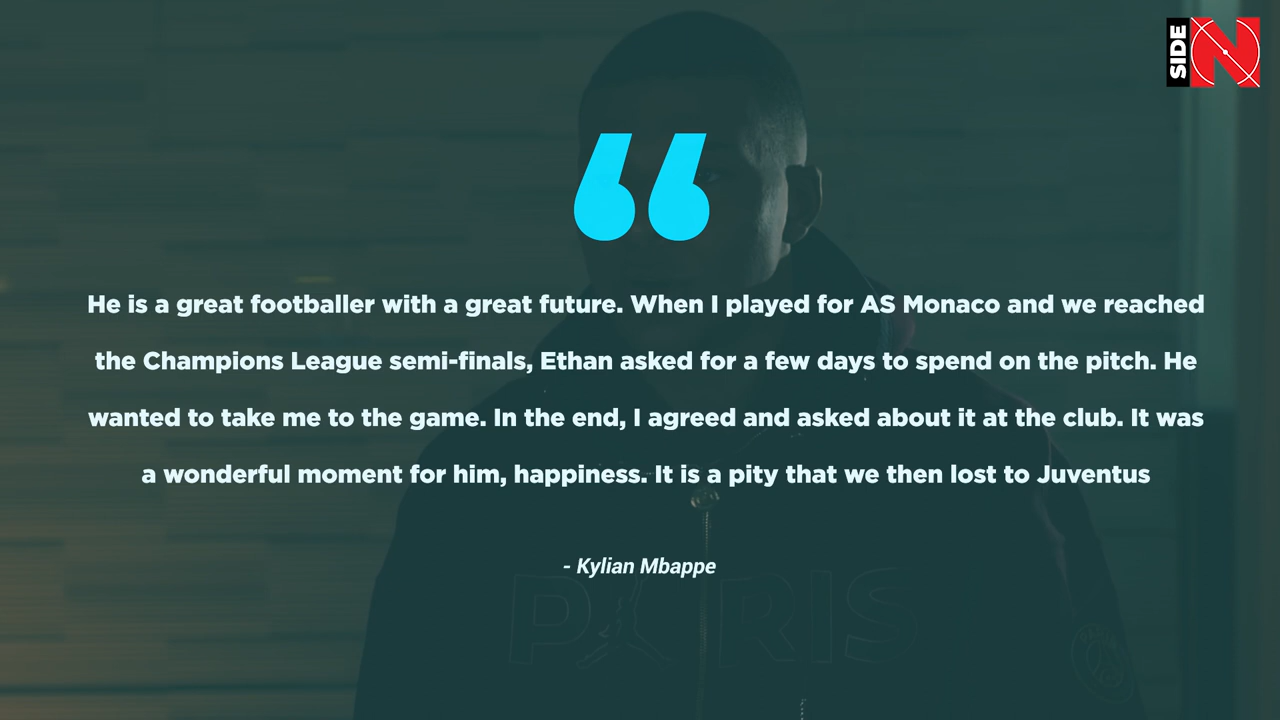 SIDE N
“
He is a great footballer with a great future. When I played for AS Monaco and we reached
the Champions League semi-finals, Ethan asked for a few days to spend on the pitch. He
wanted to take me to the game. In the end, I agreed and asked about it at the club. It was
a wonderful moment for him, happiness. It is a pity that we then lost to Juventus
- Kylian Mbappe
PARIS